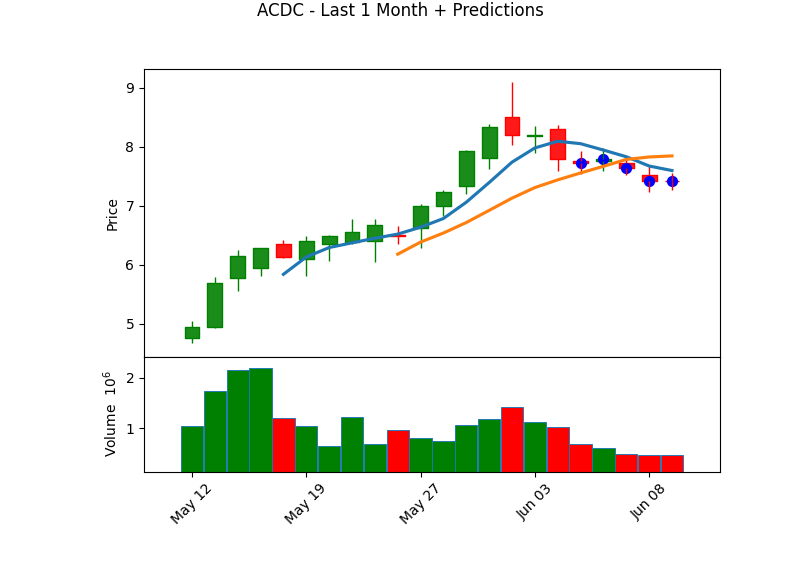 ACDC - Last 1 Month + Predictions
9
8
7
6
5
Price
2
1
Volume 10^6
May 12
May 19
May 27
Jun 03
Jun 08